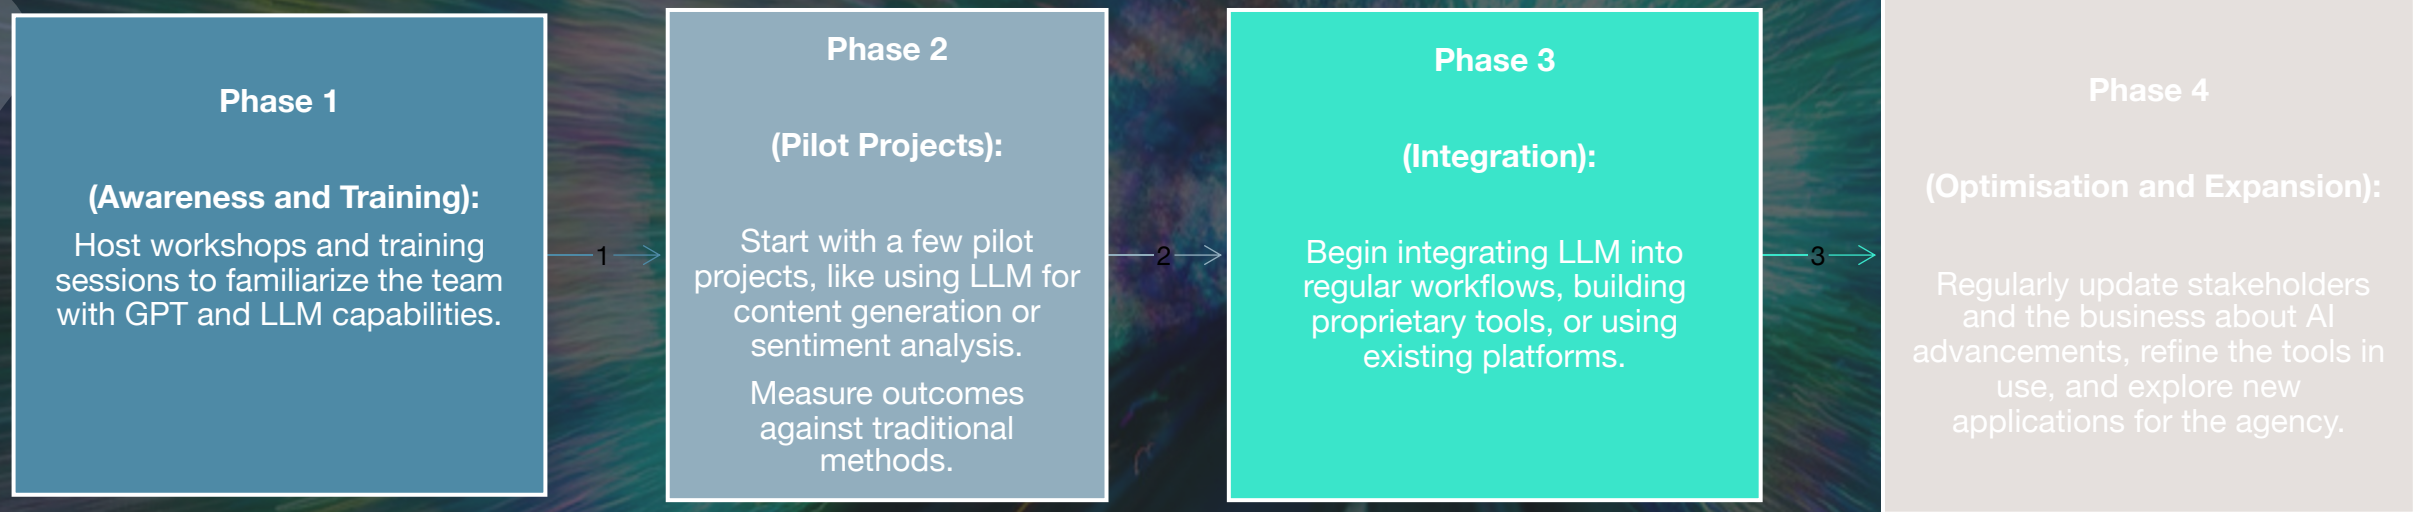 Phase 1
(Awareness and Training):
Host workshops and training
sessions to familiarize the team
with GPT and LLM capabilities.
1
Phase 2
(Pilot Projects):
Start with a few pilot
projects, like using LLM for
content generation or
sentiment analysis.
Measure outcomes
against traditional
methods.
2
Phase 3
(Integration):
Begin integrating LLM into
regular workflows, building
proprietary tools, or using
existing platforms.
3
Phase 4
(Optimisation and Expansion):
Regularly update stakeholders
and the business about AI
advancements, refine the tools in
use, and explore new
applications for the agency.